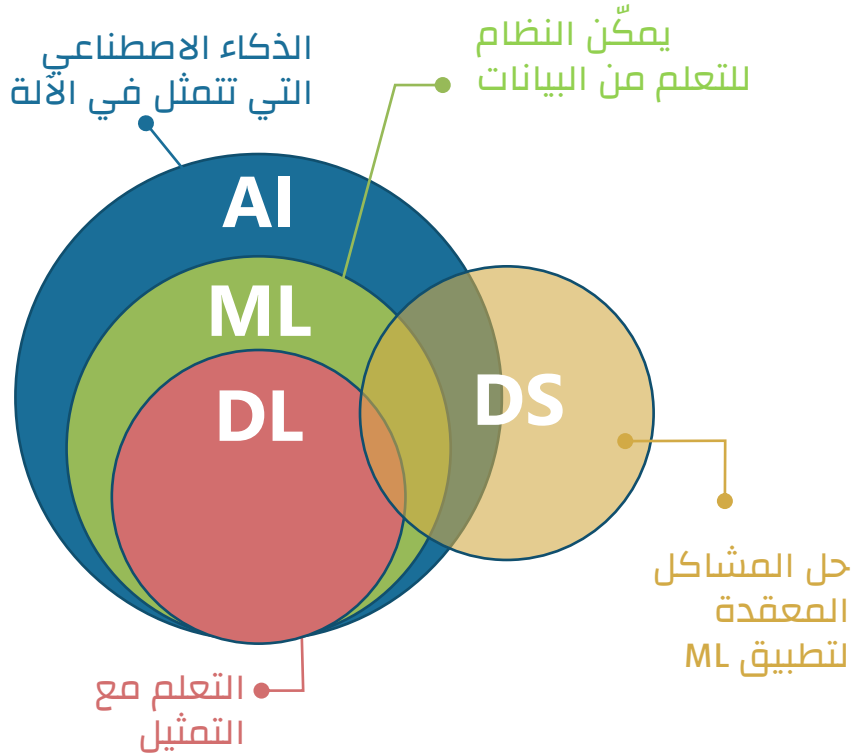 الذكاء الاصطناعي
التي تتمثل في الآلة
يمكّن النظام
للتعلم من البيانات
AI
ML
DL
DS
حل المشاكل
المعقدة
لتطبيق ML
التعلم مع
التمثيل